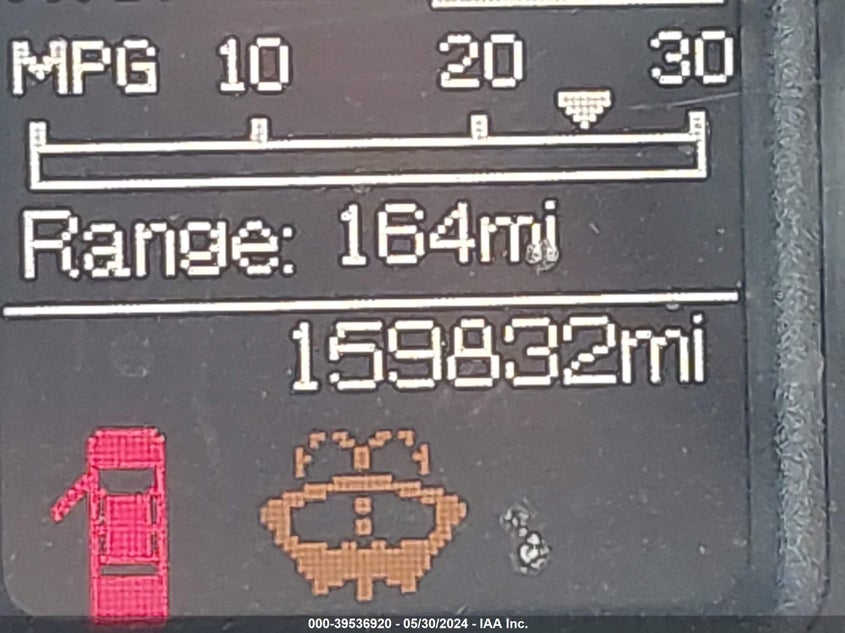 MPG 10 20 30
Range: 164mi
159832mi
000-39536920 - 05/30/2024 - IAA Inc.